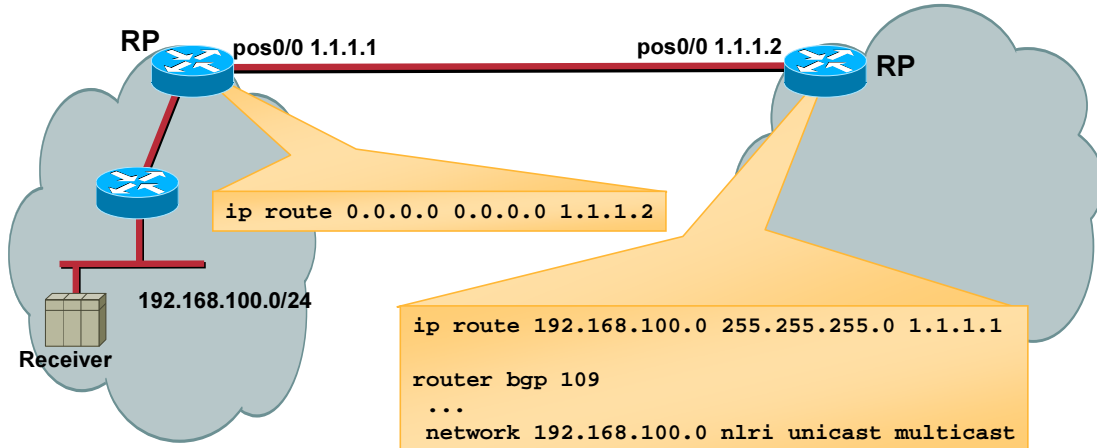 RP
pos0/0 1.1.1.1
pos0/0 1.1.1.2
RP
ip route 0.0.0.0 0.0.0.0 1.1.1.2
192.168.100.0/24
Receiver
ip route 192.168.100.0 255.255.255.0 1.1.1.1
router bgp 109
...
network 192.168.100.0 nlri unicast multicast